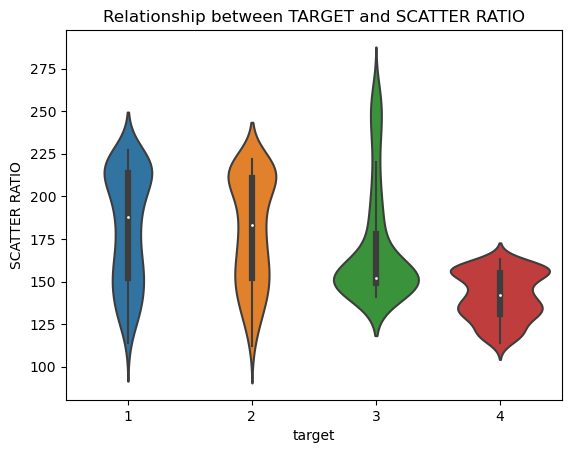 Relationship between TARGET and SCATTER RATIO
SCATTER RATIO
275
250
225
200
175
150
125
100
1 2 3 4
target